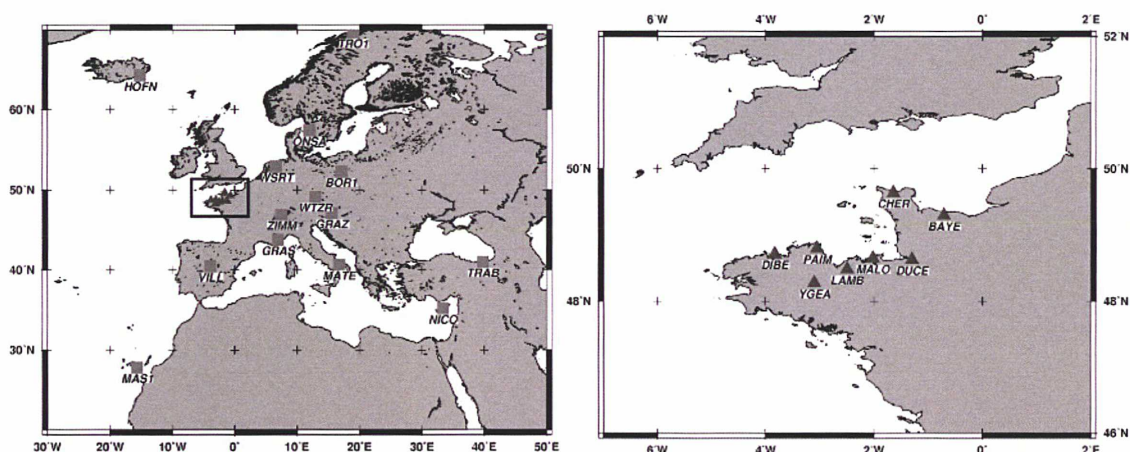 TRO1
HOFN
60˚N
ONSA
WSRT
BOR1
50˚N
WTZR
ZIMM
GRAZ
GRAS
40˚N
VILL
MATE
TRAB
NICO
30˚N
MAS1
30˚W 20˚W 10˚W 0˚ 10˚E 20˚E 30˚E 40˚E 50˚E
6˚W 4˚W 2˚W 0˚ 2˚E
52˚N
50˚N 50˚N
CHER
BAYE
DIBE PAIM MALO DUCE
LAMB
YGEA
48˚N 48˚N
46˚N
6˚W 4˚W 2˚W 0˚ 2˚E